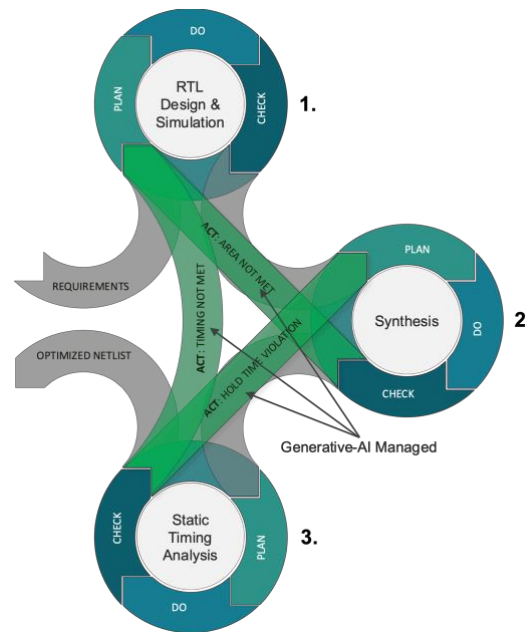 DO
PLAN
RTL
Design &
Simulation
CHECK
1.
ACT: AREA NOT MET
REQUIREMENTS
ACT: TIMING NOT MET
PLAN
Synthesis
DO
CHECK
2
OPTIMIZED NETLIST
ACT: HOLD TIME VIOLATION
Generative-AI Managed
CHECK
Static
Timing
Analysis
PLAN
DO
3.